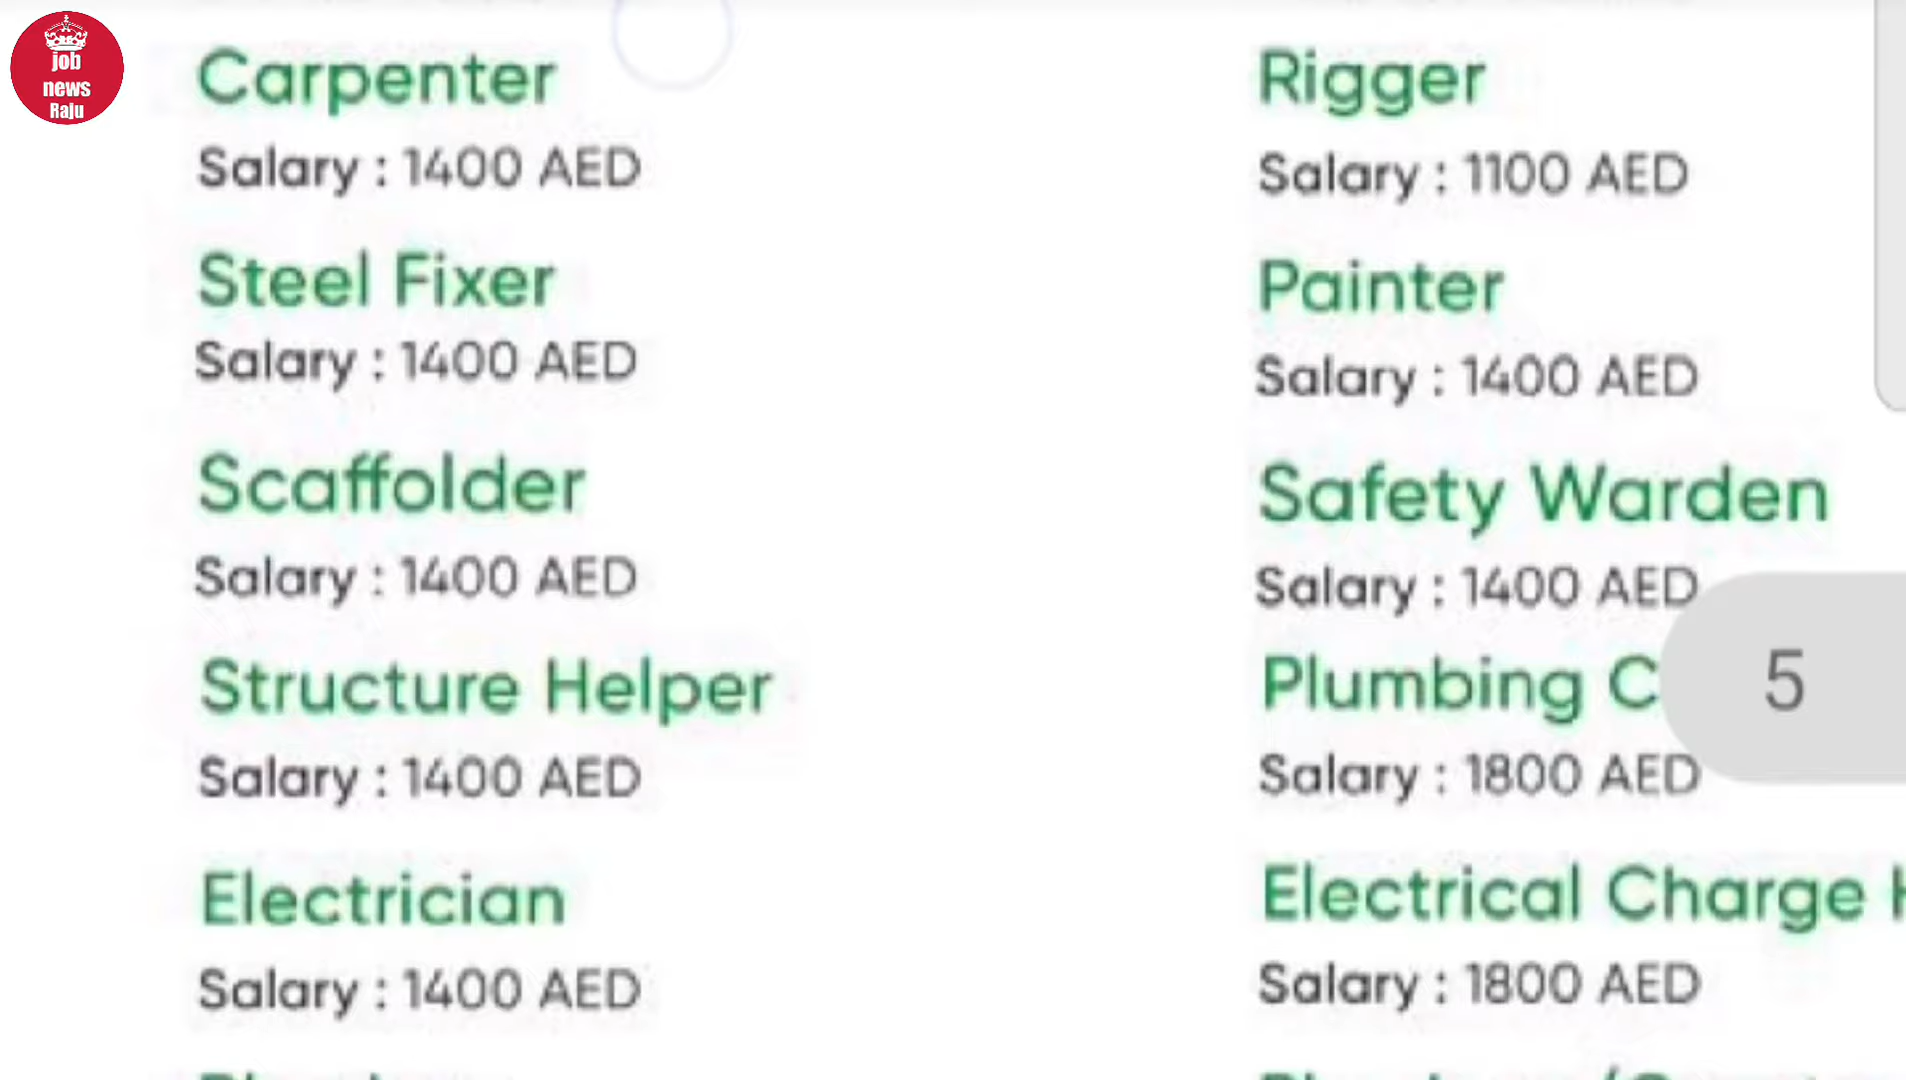 job
news
Raju
Carpenter
Salary : 1400 AED
Steel Fixer
Salary : 1400 AED
Scaffolder
Salary : 1400 AED
Structure Helper
Salary : 1400 AED
Electrician
Salary : 1400 AED
Rigger
Salary : 1100 AED
Painter
Salary : 1400 AED
Safety Warden
Salary : 1400 AED
Plumbing C
5
Salary : 1800 AED
Electrical Charge
Salary : 1800 AED